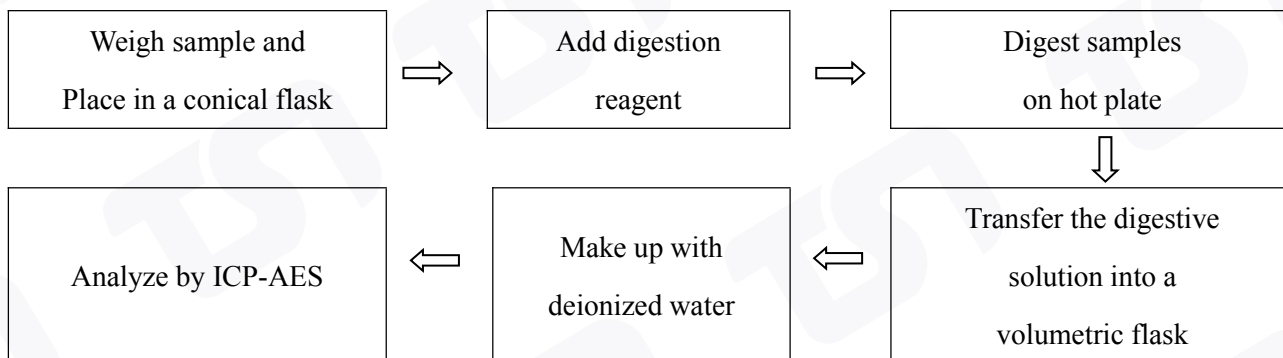 Weigh sample and
Place in a conical flask
Add digestion
reagent
Digest samples
on hot plate
Transfer the digestive
solution into a
volumetric flask
Make up with
deionized water
Analyze by ICP-AES